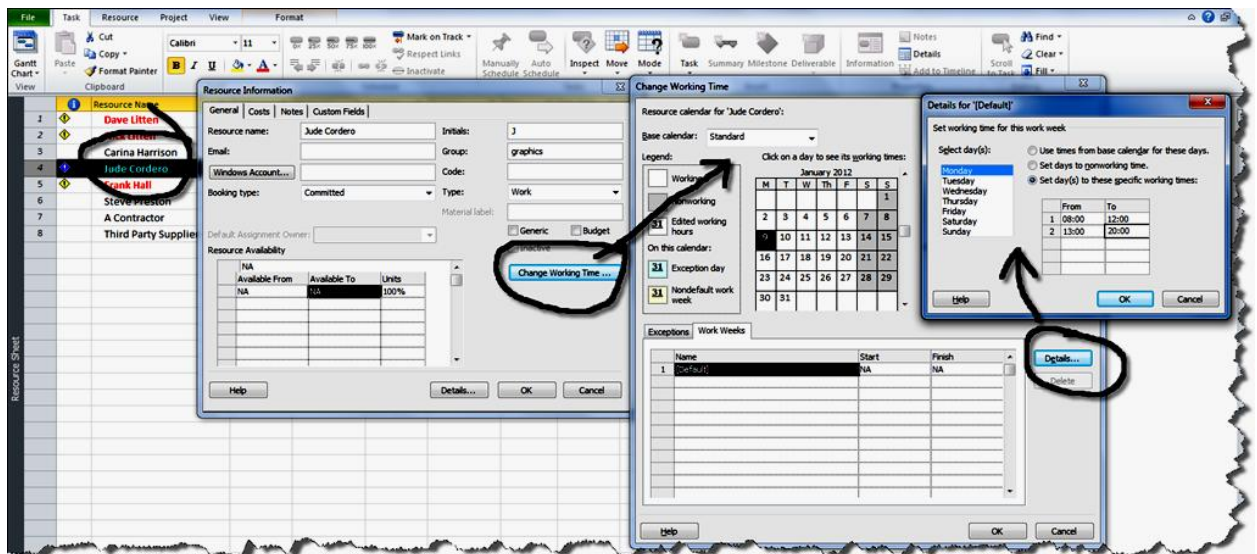 File Task Resource Project View Format
Cut
Copy
Format Painter
Paste
Clipboard
Gantt
Chart
View
Calibri 11
B I U A
Mark on Track
Respect Links
Inactivate
Manually Schedule
Auto Schedule
Inspect Move Mode
Task Summary Milestone Deliverable
Information
Notes
Details
Add to Timeline
Scroll
to Task
Find
Clear
Fill
Resource Name
1 Dave Litten
2
3 Carina Harrison
4 Jude Cordero
5 Frank Hall
6 Steve Preston
7 A Contractor
8 Third Party Supplier
Resource Sheet
Resource Information
General Costs Notes Custom Fields
Resource name: Jude Cordero Initials: J
Email: Group: graphics
Windows Account... Code:
Booking type: Committed Type: Work
Material label:
Default Assignment Owner: Generic Budget
Inactive
Resource Availability
Change Working Time ...
NA
Available From Available To Units
NA NA 100%
Help Details... OK Cancel
Change Working Time
Resource calendar for 'Jude Cordero':
Base calendar: Standard
Legend: Click on a day to see its working times:
Working
Nonworking
31 Edited working hours
On this calendar:
31 Exception day
31 Nondefault work week
January 2012
M T W Th F S S
1
2 3 4 5 6 7 8
9 10 11 12 13 14 15
16 17 18 19 20 21 22
23 24 25 26 27 28 29
30 31
Exceptions Work Weeks
Name Start Finish
1 [Default] NA NA
Details...
Delete
Help OK Cancel
Details for '[Default]'
Set working time for this work week
Select day(s):
Monday
Tuesday
Wednesday
Thursday
Friday
Saturday
Sunday
Use times from base calendar for these days.
Set days to nonworking time.
Set day(s) to these specific working times:
From To
1 08:00 12:00
2 13:00 20:00
Help OK Cancel